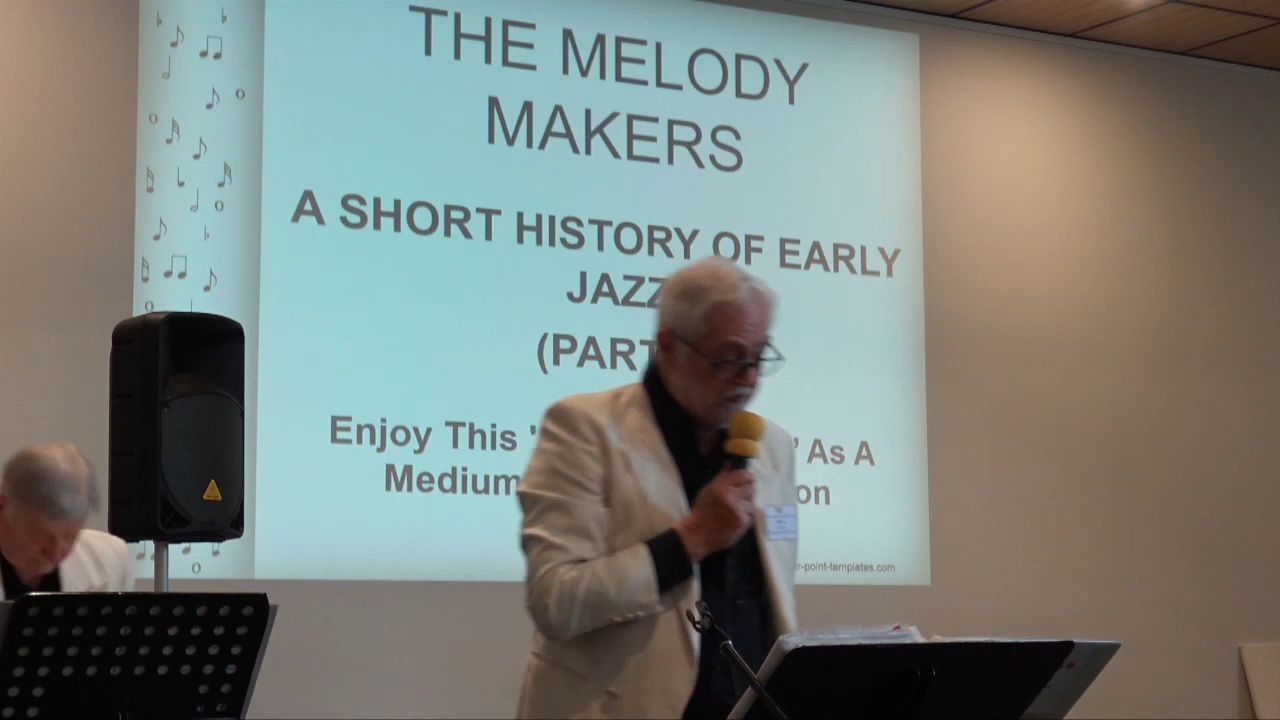 THE MELODY
MAKERS
A SHORT HISTORY OF EARLY
JAZZ
(PART
Enjoy This ' ' As A
Medium on
r-point-templates.com